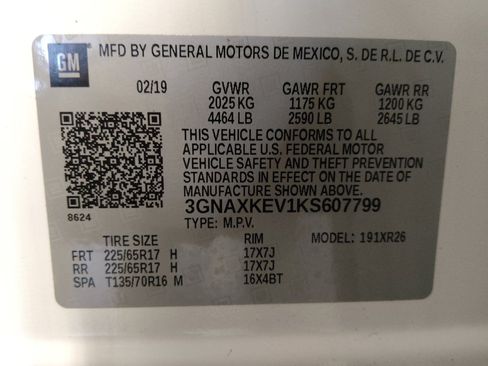 GM
MFD BY GENERAL MOTORS DE MEXICO, S. DE R.L. DE C.V.
02/19 GVWR GAWR FRT GAWR RR
2025 KG 1175 KG 1200 KG
4464 LB 2590 LB 2645 LB
THIS VEHICLE CONFORMS TO ALL
APPLICABLE U.S. FEDERAL MOTOR
VEHICLE SAFETY AND THEFT PREVENTION
STANDARDS IN EFFECT ON THE DATE OF
MANUFACTURE SHOWN ABOVE.
8624 3GNAXKEV1KS607799
TYPE: M.P.V.
TIRE SIZE RIM MODEL: 191XR26
FRT 225/65R17 H 17X7J
RR 225/65R17 H 17X7J
SPA T135/70R16 M 16X4BT